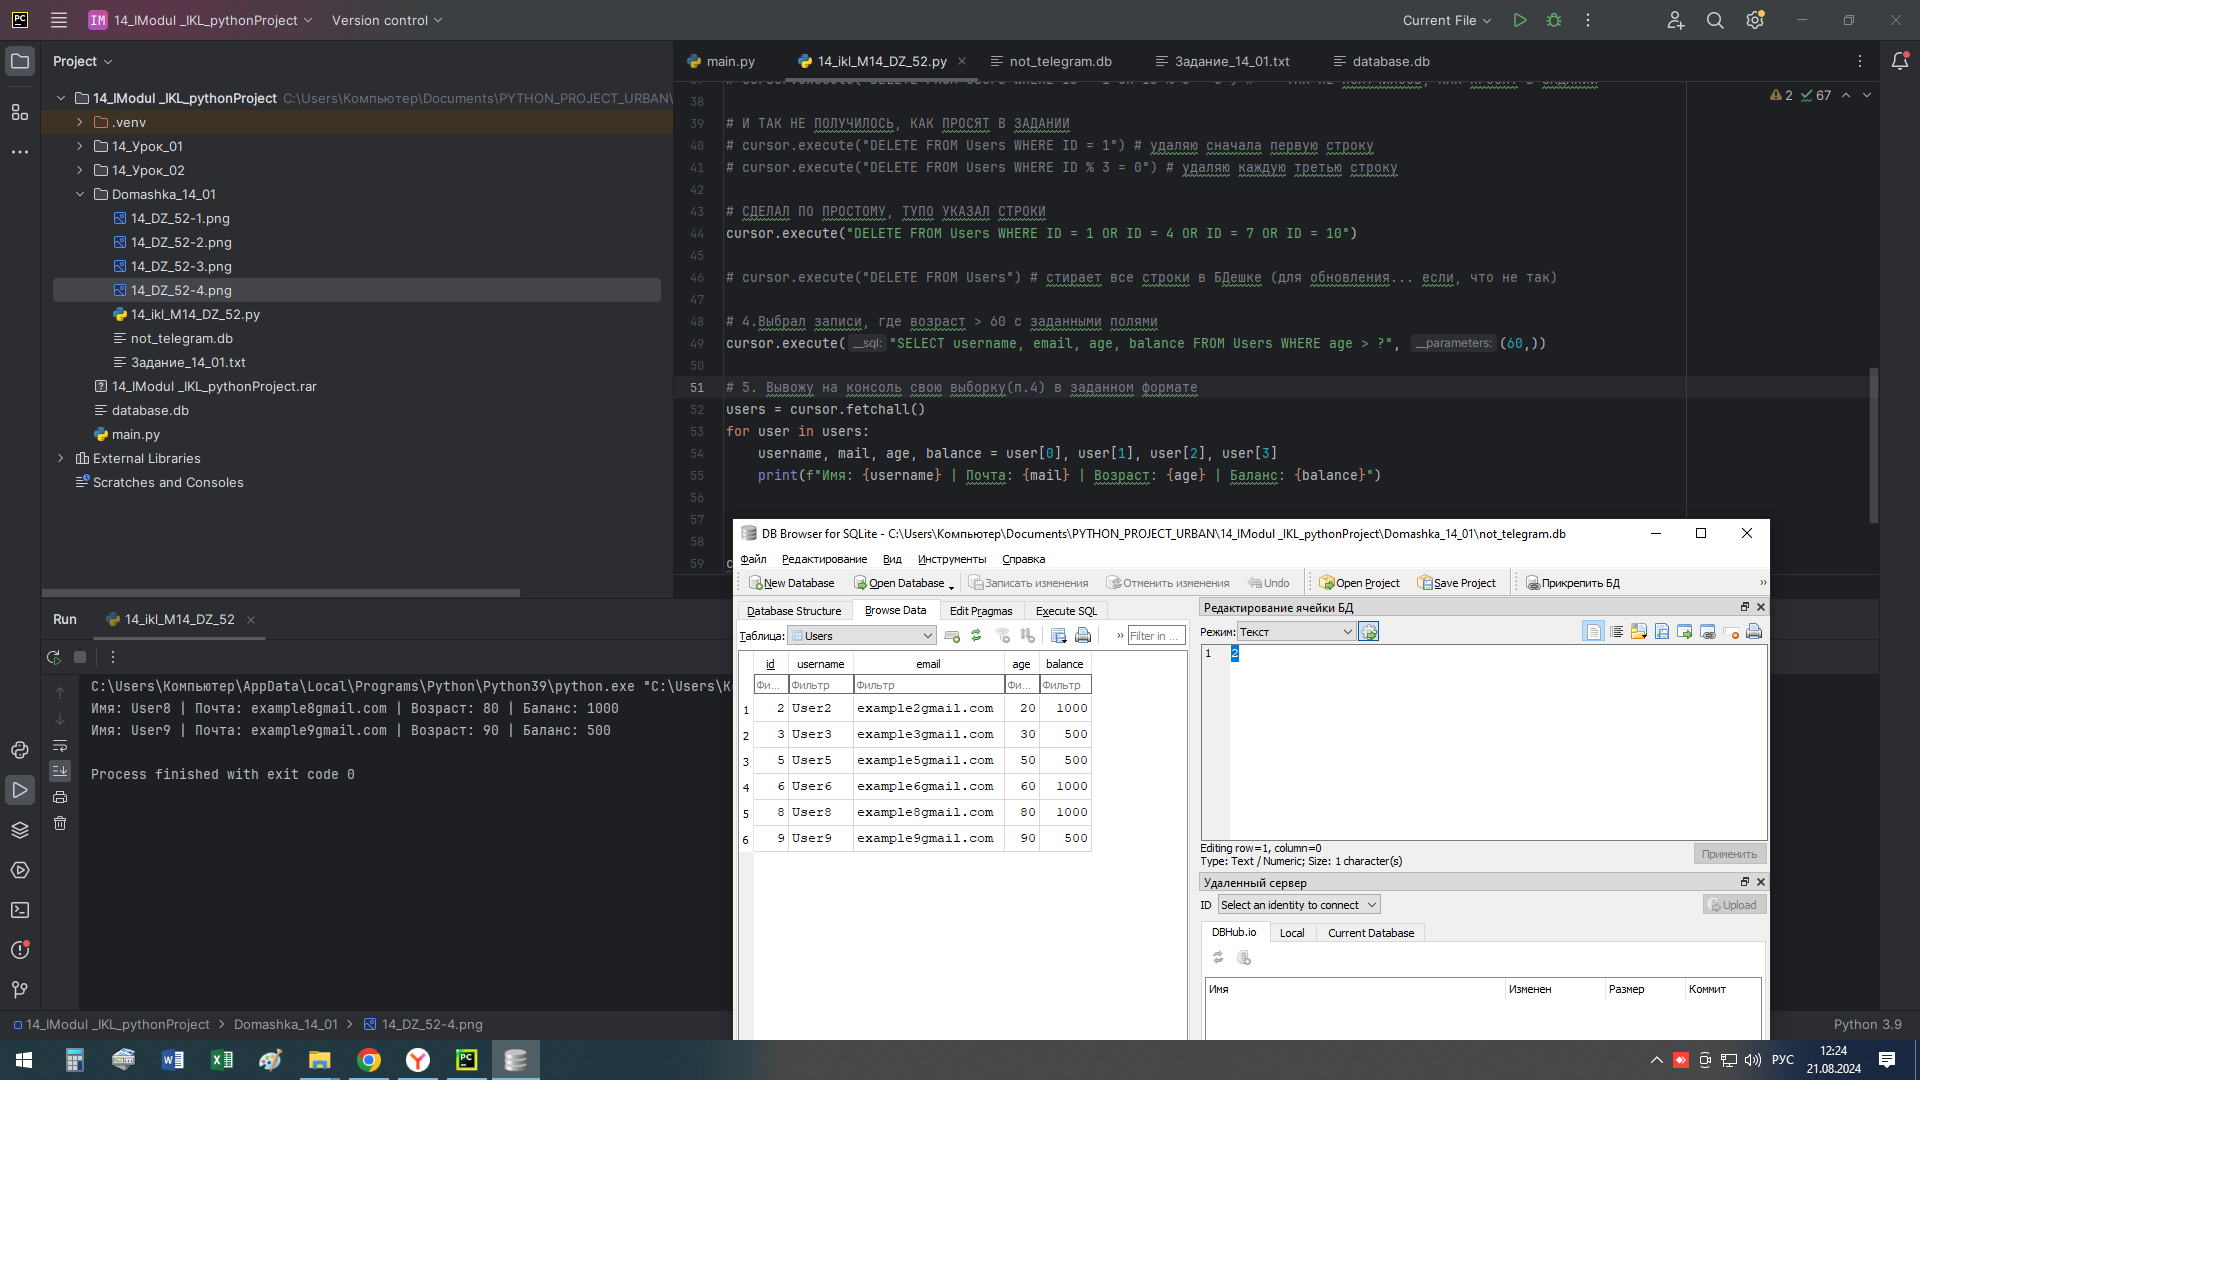 PC
IM 14_IModul _IKL_pythonProject
Version control
Current File
Project
main.py
14_ikl_M14_DZ_52.py
not_telegram.db
Задание_14_01.txt
database.db
14_IModul _IKL_pythonProject C:\Users\Компьютер\Documents\PYTHON_PROJECT_URBAN\
.venv
14_Урок_01
14_Урок_02
Domashka_14_01
14_DZ_52-1.png
14_DZ_52-2.png
14_DZ_52-3.png
14_DZ_52-4.png
14_ikl_M14_DZ_52.py
not_telegram.db
Задание_14_01.txt
14_IModul _IKL_pythonProject.rar
database.db
main.py
External Libraries
Scratches and Consoles
2 67
38
39 # И ТАК НЕ ПОЛУЧИЛОСЬ, КАК ПРОСЯТ В ЗАДАНИИ
40 # cursor.execute("DELETE FROM Users WHERE ID = 1") # удаляю сначала первую строку
41 # cursor.execute("DELETE FROM Users WHERE ID % 3 = 0") # удаляю каждую третью строку
42
43 # СДЕЛАЛ ПО ПРОСТОМУ, ТУПО УКАЗАЛ СТРОКИ
44 cursor.execute("DELETE FROM Users WHERE ID = 1 OR ID = 4 OR ID = 7 OR ID = 10")
45
46 # cursor.execute("DELETE FROM Users") # стирает все строки в БДешке (для обновления... если, что не так)
47
48 # 4.Выбрал записи, где возраст > 60 с заданными полями
49 cursor.execute( __sql: "SELECT username, email, age, balance FROM Users WHERE age > ?", __parameters: (60,))
50
51 # 5. Вывожу на консоль свою выборку(п.4) в заданном формате
52 users = cursor.fetchall()
53 for user in users:
54 username, mail, age, balance = user[0], user[1], user[2], user[3]
55 print(f"Имя: {username} | Почта: {mail} | Возраст: {age} | Баланс: {balance}")
56
57
58
59 c
Run
14_ikl_M14_DZ_52
C:\Users\Компьютер\AppData\Local\Programs\Python\Python39\python.exe "C:\Users\К
Имя: User8 | Почта: example8gmail.com | Возраст: 80 | Баланс: 1000
Имя: User9 | Почта: example9gmail.com | Возраст: 90 | Баланс: 500
Process finished with exit code 0
DB Browser for SQLite - C:\Users\Компьютер\Documents\PYTHON_PROJECT_URBAN\14_IModul _IKL_pythonProject\Domashka_14_01\not_telegram.db
Файл Редактирование Вид Инструменты Справка
New Database Open Database Записать изменения Отменить изменения Undo Open Project Save Project Прикрепить БД »
Database Structure Browse Data Edit Pragmas Execute SQL
Таблица: Users » Filter in ...
id username email age balance
Фи... Фильтр Фильтр Фи... Фильтр
1 2 User2 example2gmail.com 20 1000
2 3 User3 example3gmail.com 30 500
3 5 User5 example5gmail.com 50 500
4 6 User6 example6gmail.com 60 1000
5 8 User8 example8gmail.com 80 1000
6 9 User9 example9gmail.com 90 500
Редактирование ячейки БД
Режим: Текст
1 2
Editing row=1, column=0
Type: Text / Numeric; Size: 1 character(s)
Применить
Удаленный сервер
ID Select an identity to connect
Upload
DBHub.io Local Current Database
Имя Изменен Размер Коммит
14_IModul _IKL_pythonProject > Domashka_14_01 > 14_DZ_52-4.png
Python 3.9
РУС
12:24
21.08.2024